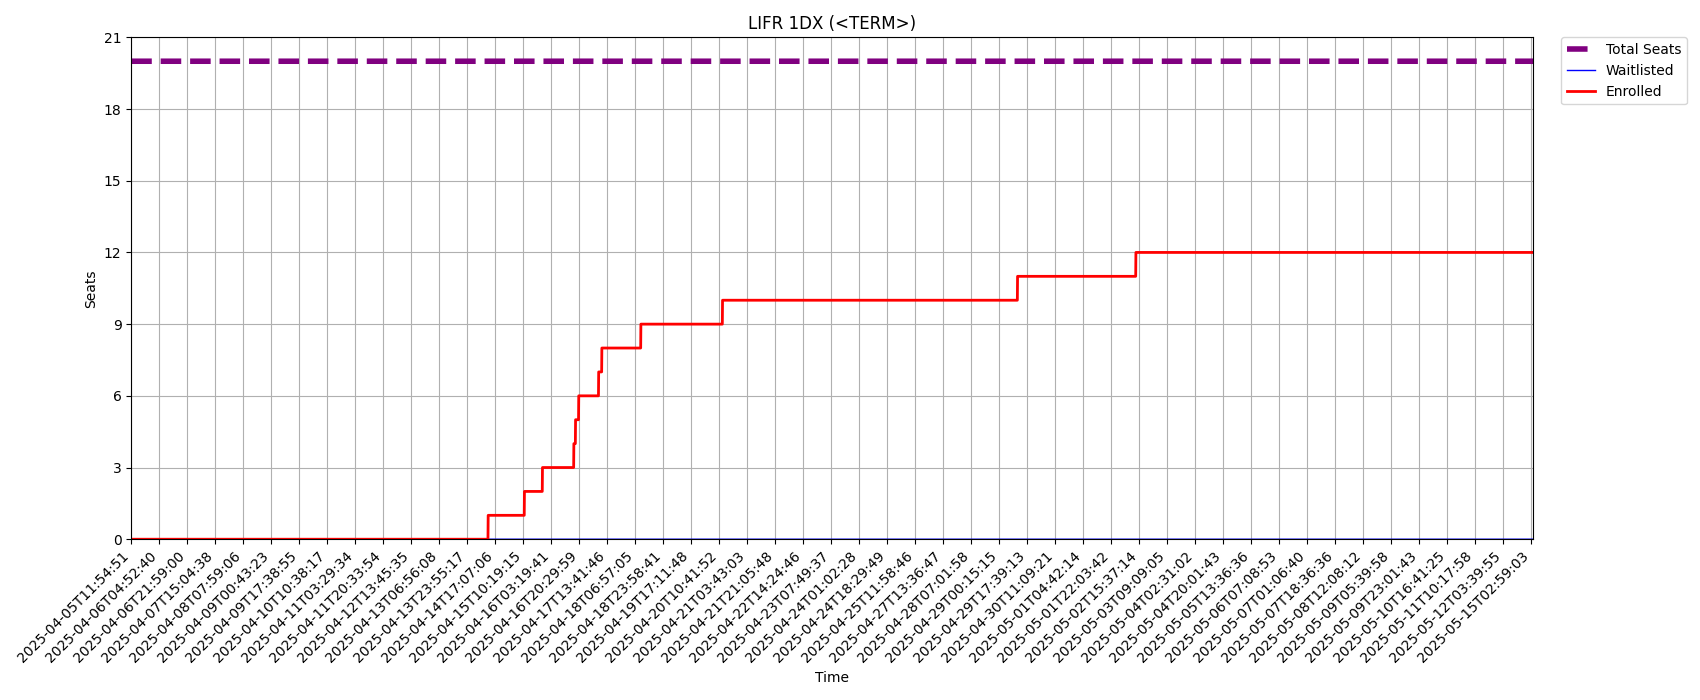 LIFR 1DX (<TERM>)
Total Seats
Waitlisted
Enrolled
Seats
21
18
15
12
9
6
3
0
2025-04-05T11:54:51
2025-04-06T04:52:40
2025-04-06T21:59:00
2025-04-07T15:04:38
2025-04-08T07:59:06
2025-04-09T00:43:23
2025-04-09T17:38:55
2025-04-10T10:38:17
2025-04-11T03:29:34
2025-04-11T20:33:54
2025-04-12T13:45:35
2025-04-13T06:56:08
2025-04-13T23:55:17
2025-04-14T17:07:06
2025-04-15T10:19:15
2025-04-16T03:19:41
2025-04-16T20:29:59
2025-04-17T13:41:46
2025-04-18T06:57:05
2025-04-18T23:58:41
2025-04-19T17:11:48
2025-04-20T10:41:52
2025-04-21T03:43:03
2025-04-21T21:05:48
2025-04-22T14:24:46
2025-04-23T07:49:37
2025-04-24T01:02:28
2025-04-24T18:29:49
2025-04-25T11:58:46
2025-04-27T13:36:47
2025-04-28T07:01:58
2025-04-29T00:15:15
2025-04-29T17:39:13
2025-04-30T11:09:21
2025-05-01T04:42:14
2025-05-01T22:03:42
2025-05-02T15:37:14
2025-05-03T09:09:05
2025-05-04T02:31:02
2025-05-04T20:01:43
2025-05-05T13:36:36
2025-05-06T07:08:53
2025-05-07T01:06:40
2025-05-07T18:36:36
2025-05-08T12:08:12
2025-05-09T05:39:58
2025-05-09T23:01:43
2025-05-10T16:41:25
2025-05-11T10:17:58
2025-05-12T03:39:55
2025-05-15T02:59:03
Time